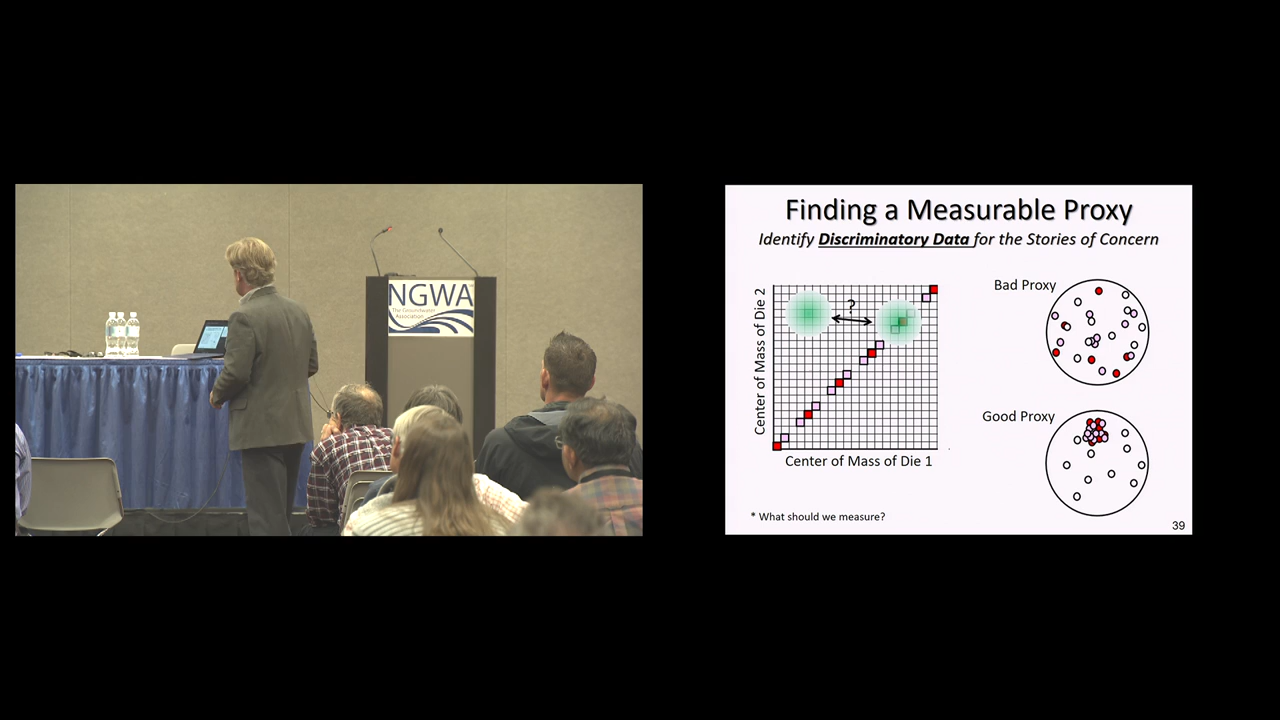 NGWA
The Groundwater
Association
Finding a Measurable Proxy
Identify Discriminatory Data for the Stories of Concern
Center of Mass of Die 2
?
Center of Mass of Die 1
Bad Proxy
Good Proxy
* What should we measure?
39